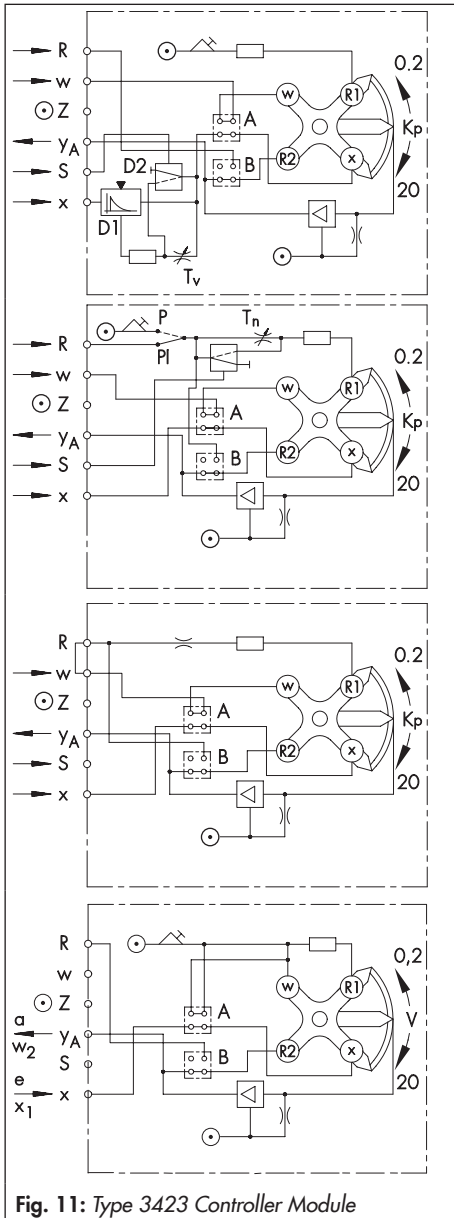 R
w
Z
yA
S
x
D1
D2
Tv
A
B
w
R1
R2
x
0.2
Kp
20
R
w
Z
yA
S
x
P
PI
Tn
A
B
w
R1
R2
x
0.2
Kp
20
R
w
Z
yA
S
x
A
B
w
R1
R2
x
0.2
Kp
20
R
w
Z
a
yA
w2
S
e
x
x1
A
B
w
R1
R2
x
0,2
V
20
Fig. 11: Type 3423 Controller Module